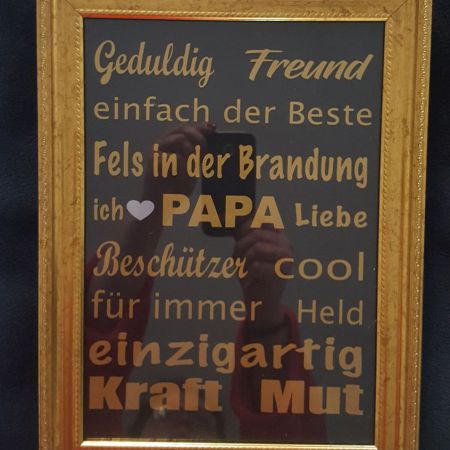 Geduldig Freund
einfach der Beste
Fels in der Brandung
ich PAPA Liebe
Beschützer cool
für immer Held
einzigartig
Kraft Mut